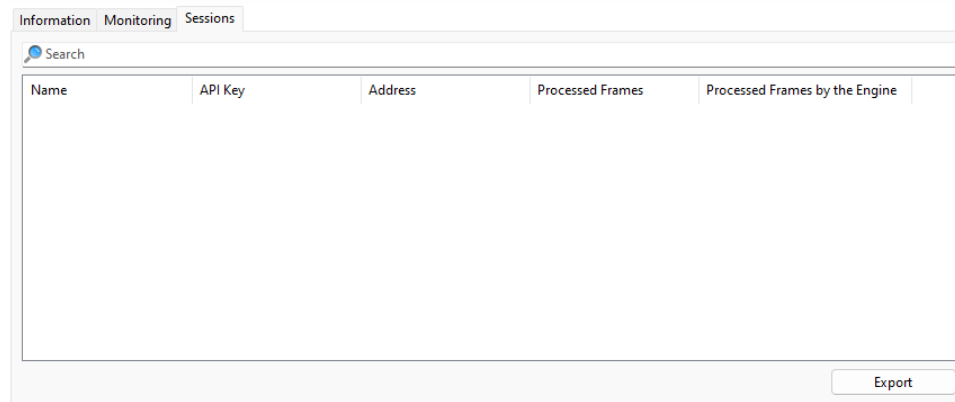 Information Monitoring Sessions
Search
Name API Key Address Processed Frames Processed Frames by the Engine
Export